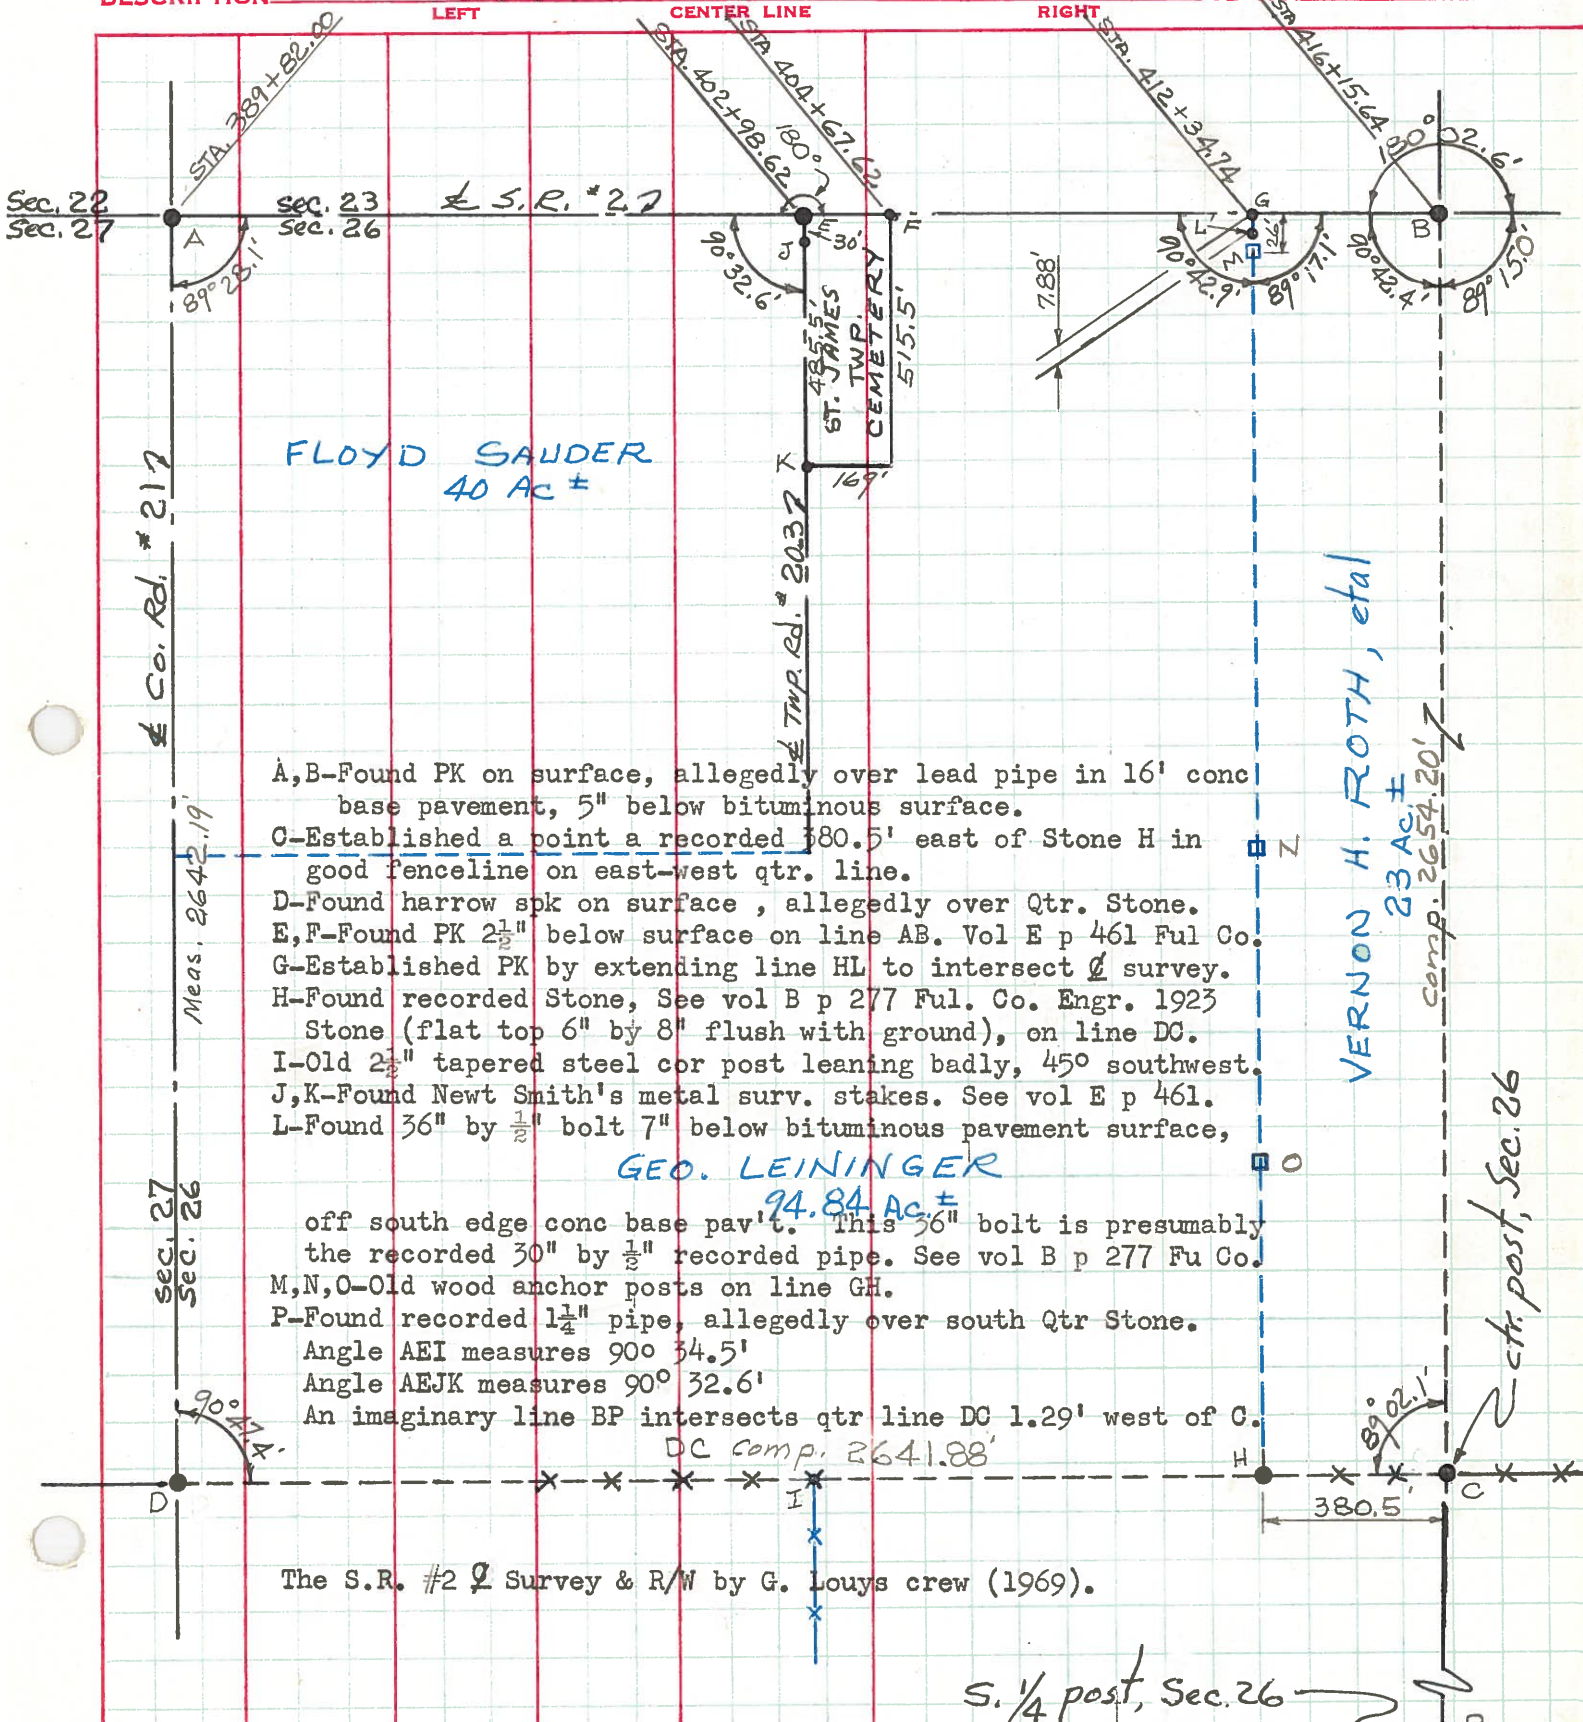 LEFT
CENTER LINE
RIGHT
STA. 389+82.00
STA. 402+98.62
STA 404+67.62
STA. 412+34.74
STA 416+15.64
Sec. 22
Sec. 27
sec. 23
Sec. 26
℄ S.R. #2
A
89° 28.1'
180°
E
F
J
30'
90° 32.6'
G
L
26'
M
90° 42.9'
89° 17.1'
7.88'
180° 02.6'
B
90° 42.4'
89° 15.0'
485.5'
ST. JAMES
TWP.
CEMETERY
515.5'
K
169'
FLOYD SAUDER
40 Ac ±
℄ Co. Rd. #21
℄ Twp. Rd. #20.3
Meas. 2642.19'
VERNON H. ROTH, etal
23 Ac. ±
Comp. 2654.20'
A,B-Found PK on surface, allegedly over lead pipe in 16' conc
base pavement, 5" below bituminous surface.
C-Established a point a recorded 380.5' east of Stone H in
good fenceline on east-west qtr. line.
D-Found harrow spk on surface , allegedly over Qtr. Stone.
E,F-Found PK 2½" below surface on line AB. Vol E p 461 Ful Co.
G-Established PK by extending line HL to intersect ℄ survey.
H-Found recorded Stone, See vol B p 277 Ful. Co. Engr. 1923
Stone (flat top 6" by 8" flush with ground), on line DC.
I-Old 2½" tapered steel cor post leaning badly, 45° southwest.
J,K-Found Newt Smith's metal surv. stakes. See vol E p 461.
L-Found 36" by ½" bolt 7" below bituminous pavement surface,
GEO. LEININGER
94.84 Ac. ±
off south edge conc base pav't. This 36" bolt is presumably
the recorded 30" by ½" recorded pipe. See vol B p 277 Fu Co.
M,N,O-Old wood anchor posts on line GH.
P-Found recorded 1¼" pipe, allegedly over south Qtr Stone.
Angle AEI measures 90° 34.5'
Angle AEJK measures 90° 32.6'
An imaginary line BP intersects qtr line DC 1.29' west of C.
N
O
Sec. 27
Sec. 26
ctr. post, Sec. 26
90° 47.4'
DC Comp. 2641.88'
89° 02.1'
D
I
H
C
380.5'
The S.R. #2 ℄ Survey & R/W by G. Louys crew (1969).
S. 1/4 post, Sec. 26